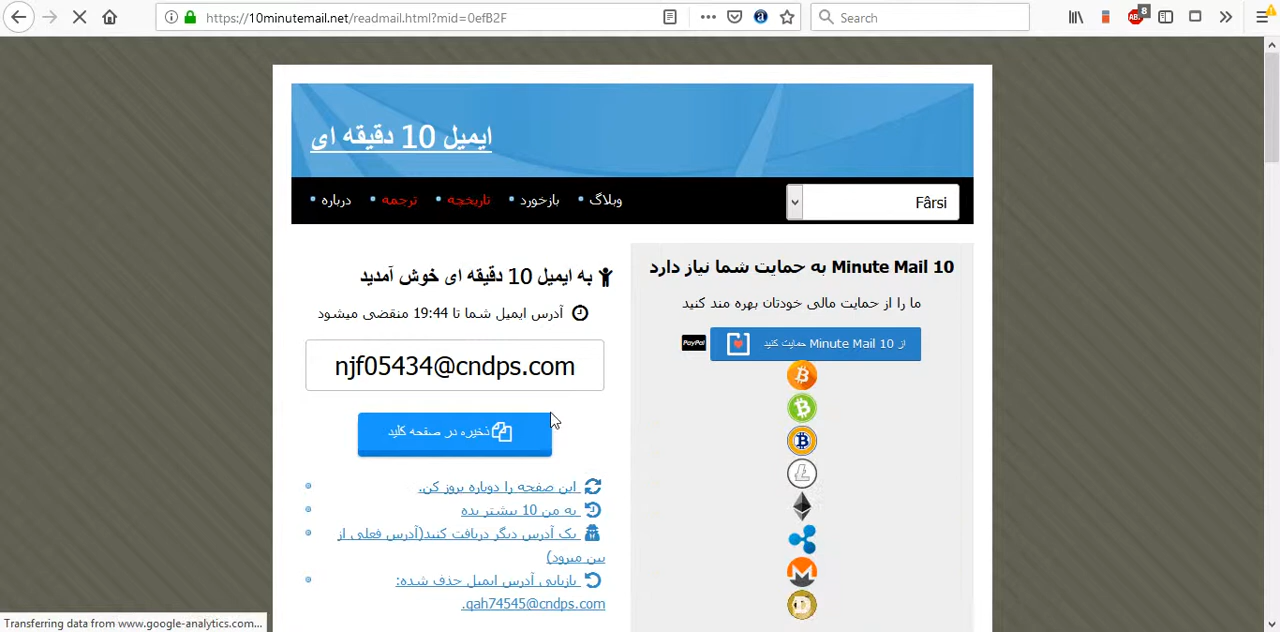 https://10minutemail.net/readmail.html?mid=0efB2F
Search
8
ایمیل 10 دقیقه ای
درباره
ترجمه
تاریخچه
بازخورد
وبلاگ
Fârsi
به ایمیل 10 دقیقه ای خوش آمدید
آدرس ایمیل شما تا 19:44 منقضی میشود
njf05434@cndps.com
ذخیره در صفحه کلید
این صفحه را دوباره بروز کن.
به من 10 بیشتر بده
یک آدرس دیگر دریافت کنید(آدرس فعلی از
بین میرود)
بازیابی آدرس ایمیل حذف شده:
qah74545@cndps.com.
10 Minute Mail به حمایت شما نیاز دارد
ما را از حمایت مالی خودتان بهره مند کنید
از 10 Minute Mail حمایت کنید
PayPal
Transferring data from www.google-analytics.com...